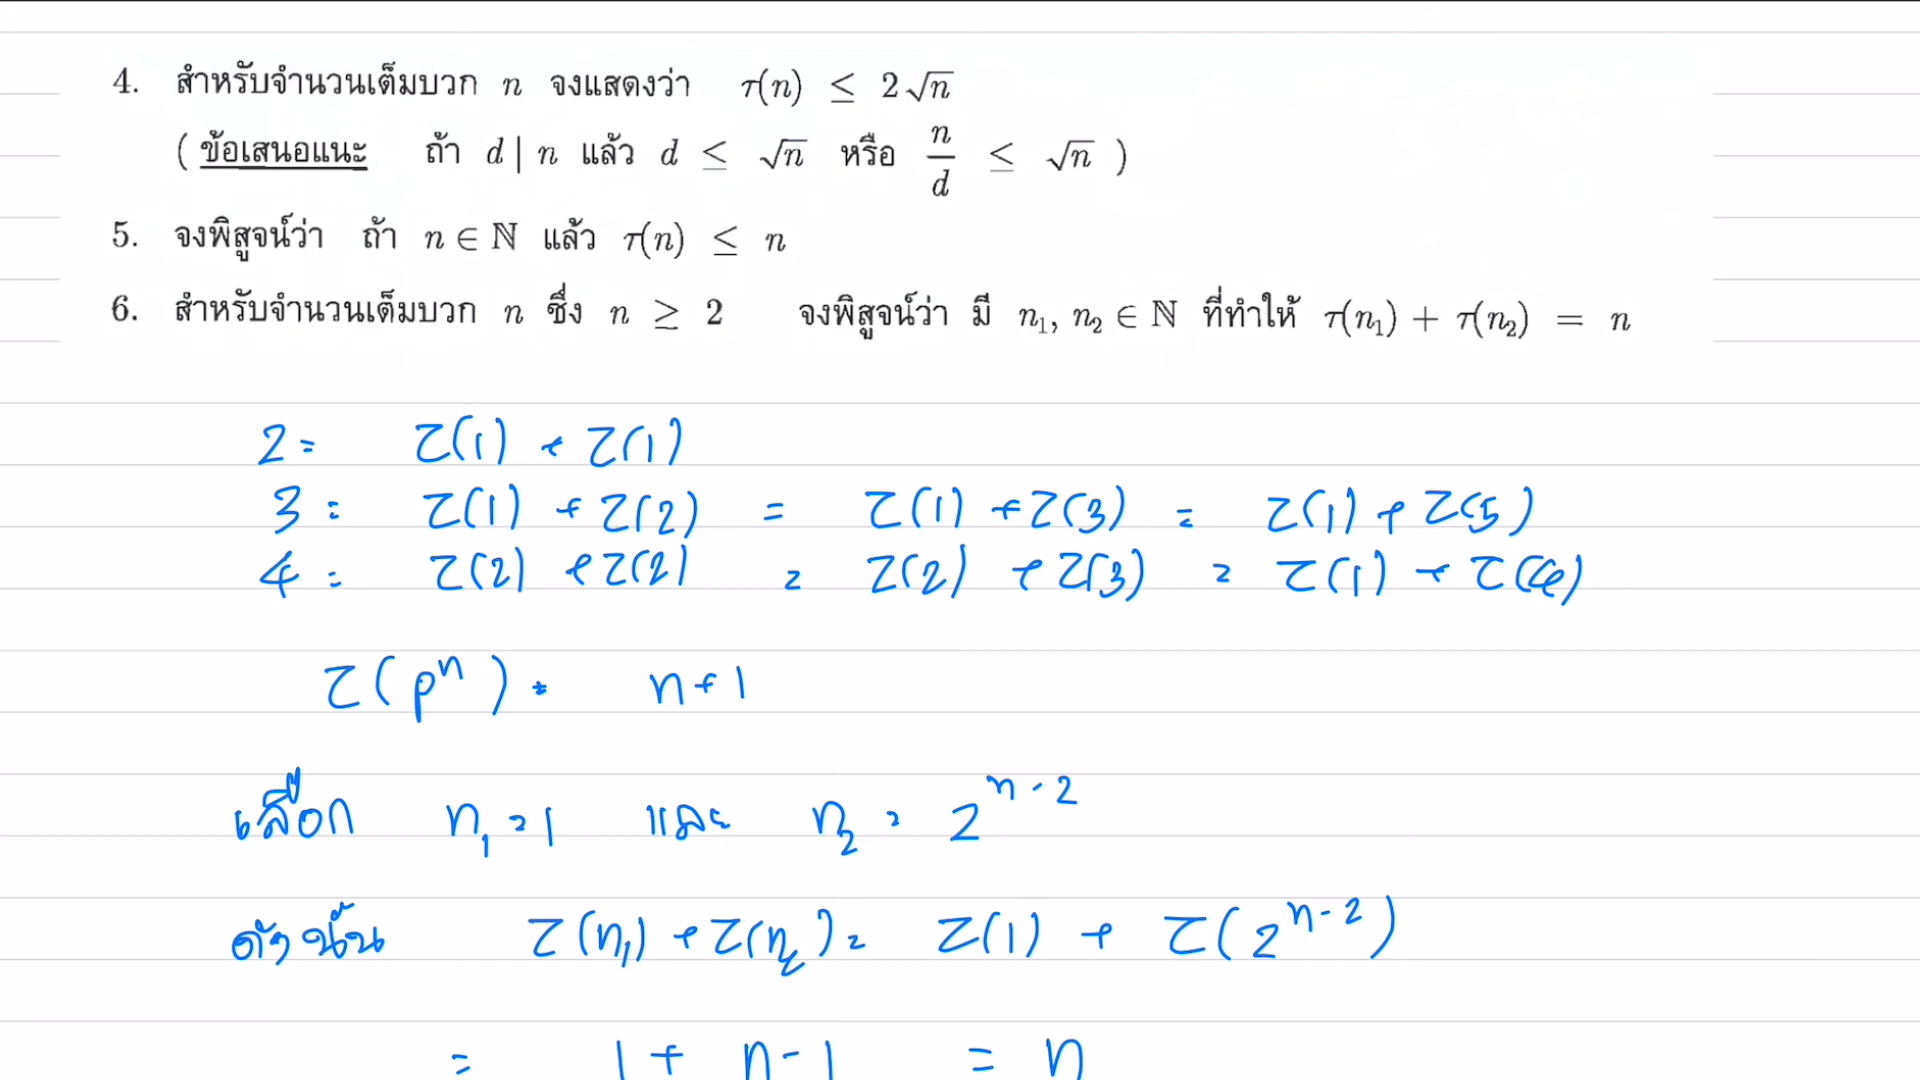 4. สำหรับจำนวนเต็มบวก n จงแสดงว่า τ(n) ≤ 2√n
( ข้อเสนอแนะ ถ้า d | n แล้ว d ≤ √n หรือ n/d ≤ √n )
5. จงพิสูจน์ว่า ถ้า n ∈ ℕ แล้ว τ(n) ≤ n
6. สำหรับจำนวนเต็มบวก n ซึ่ง n ≥ 2 จงพิสูจน์ว่า มี n₁, n₂ ∈ ℕ ที่ทำให้ τ(n₁) + τ(n₂) = n
2 = τ(1) + τ(1)
3 = τ(1) + τ(2) = τ(1) + τ(3) = τ(1) + τ(5)
4 = τ(2) + τ(2) = τ(2) + τ(3) = τ(1) + τ(4)
τ(pⁿ) = n+1
เลือก n₁ = 1 และ n₂ = 2ⁿ⁻²
ดังนั้น τ(n₁) + τ(n₂) = τ(1) + τ(2ⁿ⁻²)
= 1 + n-1 = n